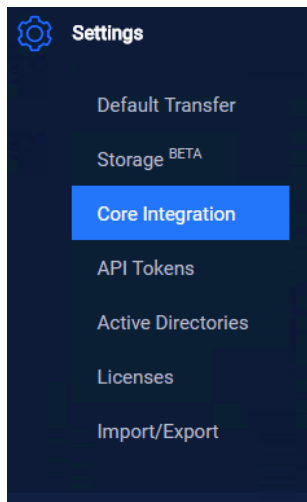 Settings
Default Transfer
Storage BETA
Core Integration
API Tokens
Active Directories
Licenses
Import/Export